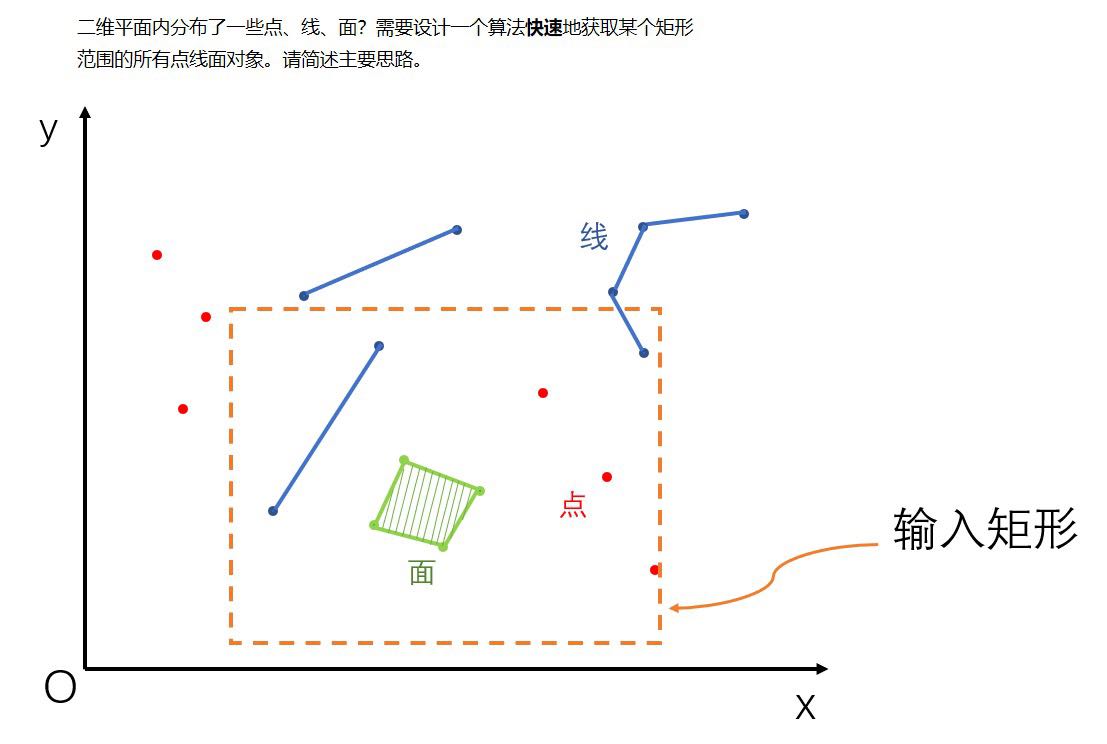 二维平面内分布了一些点、线、面？需要设计一个算法快速地获取某个矩形
范围的所有点线面对象。请简述主要思路。
y
线
点
输入矩形
面
O
x